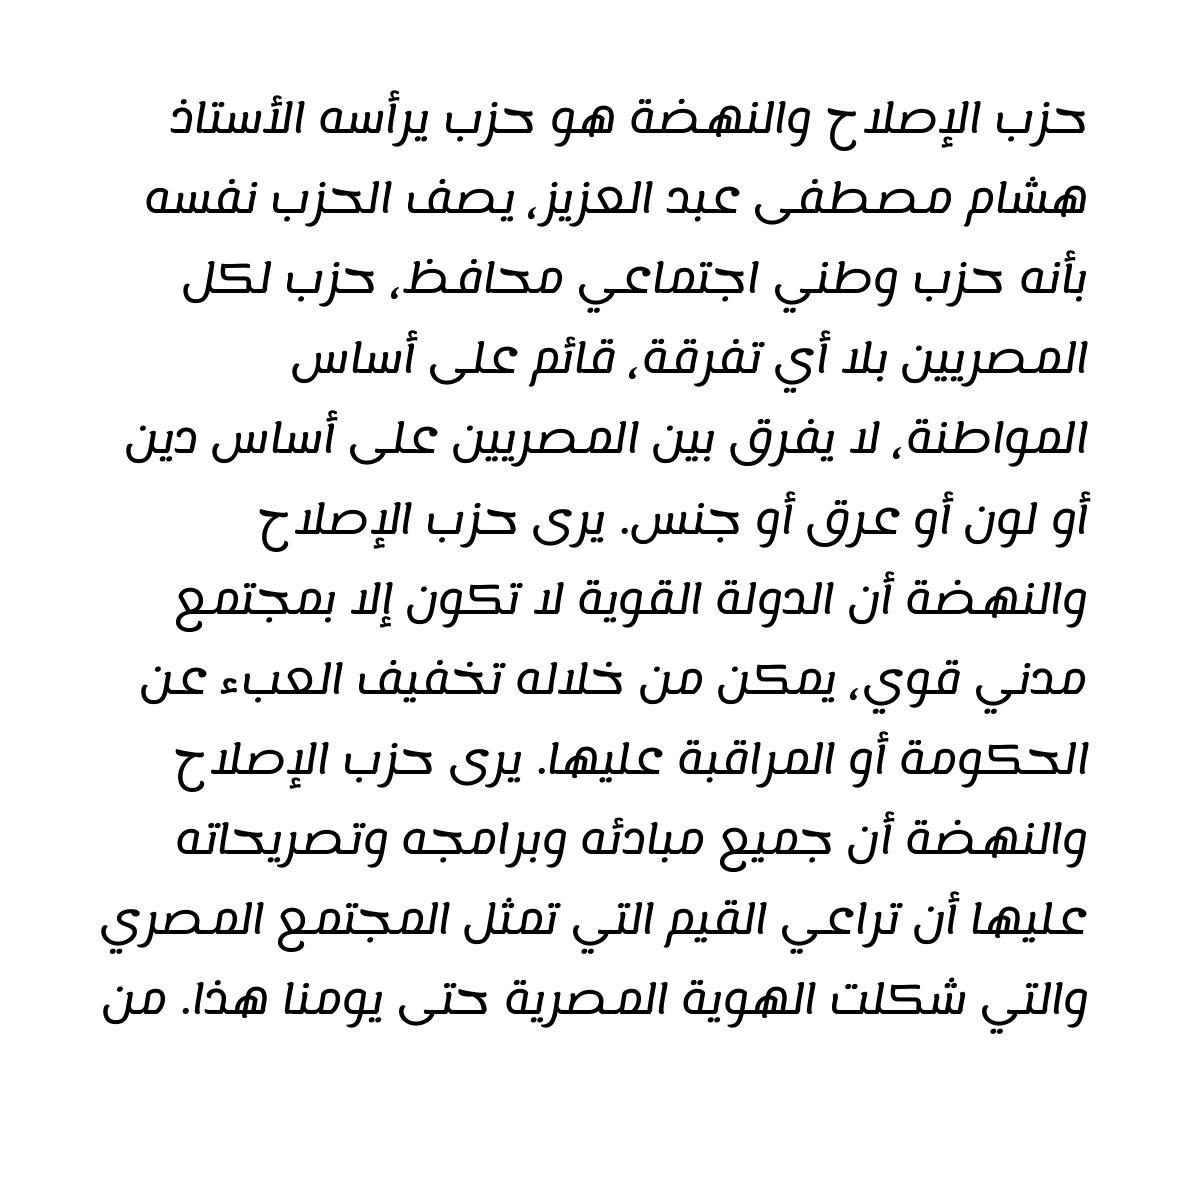 حزب الإصلاح والنهضة هو حزب يرأسه الأستاذ
هشام مصطفى عبد العزيز، يصف الحزب نفسه
بأنه حزب وطني اجتماعي محافظ، حزب لكل
المصريين بلا أي تفرقة، قائم على أساس
المواطنة، لا يفرق بين المصريين على أساس دين
أو لون أو عرق أو جنس. يرى حزب الإصلاح
والنهضة أن الدولة القوية لا تكون إلا بمجتمع
مدني قوي، يمكن من خلاله تخفيف العبء عن
الحكومة أو المراقبة عليها. يرى حزب الإصلاح
والنهضة أن جميع مبادئه وبرامجه وتصريحاته
عليها أن تراعي القيم التي تمثل المجتمع المصري
والتي شكلت الهوية المصرية حتى يومنا هذا. من